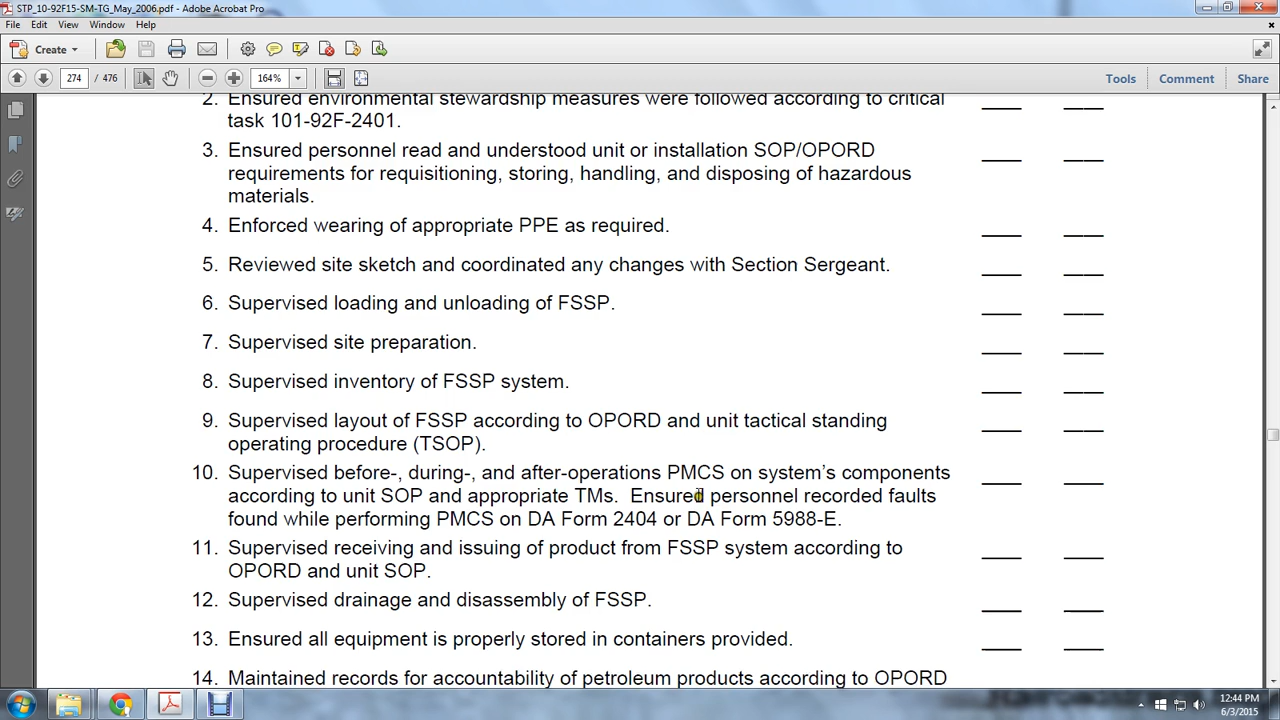 STP_10-92F15-SM-TG_May_2006.pdf - Adobe Acrobat Pro
File Edit View Window Help
Create
274 / 476 164% Tools Comment Share
2. Ensured environmental stewardship measures were followed according to critical
task 101-92F-2401.
3. Ensured personnel read and understood unit or installation SOP/OPORD
requirements for requisitioning, storing, handling, and disposing of hazardous
materials.
4. Enforced wearing of appropriate PPE as required.
5. Reviewed site sketch and coordinated any changes with Section Sergeant.
6. Supervised loading and unloading of FSSP.
7. Supervised site preparation.
8. Supervised inventory of FSSP system.
9. Supervised layout of FSSP according to OPORD and unit tactical standing
operating procedure (TSOP).
10. Supervised before-, during-, and after-operations PMCS on system's components
according to unit SOP and appropriate TMs. Ensured personnel recorded faults
found while performing PMCS on DA Form 2404 or DA Form 5988-E.
11. Supervised receiving and issuing of product from FSSP system according to
OPORD and unit SOP.
12. Supervised drainage and disassembly of FSSP.
13. Ensured all equipment is properly stored in containers provided.
14. Maintained records for accountability of petroleum products according to OPORD
12:44 PM
6/3/2015